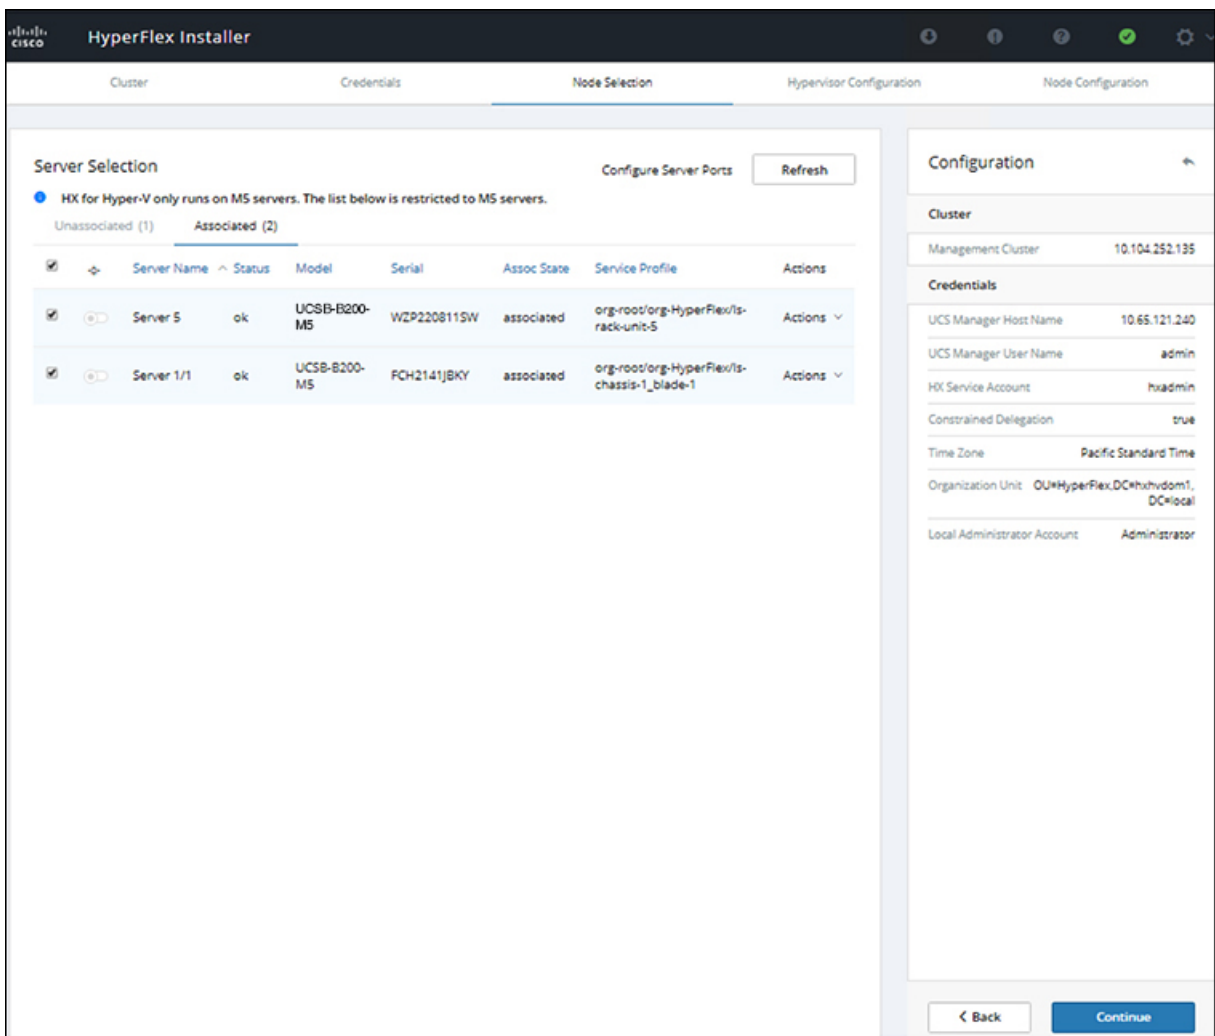 cisco
HyperFlex Installer
Cluster
Credentials
Node Selection
Hypervisor Configuration
Node Configuration
Server Selection
Configure Server Ports
Refresh
HX for Hyper-V only runs on M5 servers. The list below is restricted to M5 servers.
Unassociated (1)
Associated (2)
Server Name Status Model Serial Assoc State Service Profile Actions
Server 5 ok UCSB-B200- WZP220811SW associated org-root/org-HyperFlex/ls- Actions
M5 rack-unit-5
Server 1/1 ok UCSB-B200- FCH2141JBKY associated org-root/org-HyperFlex/ls- Actions
M5 chassis-1_blade-1
Configuration
Cluster
Management Cluster 10.104.252.135
Credentials
UCS Manager Host Name 10.65.121.240
UCS Manager User Name admin
HX Service Account hxadmin
Constrained Delegation true
Time Zone Pacific Standard Time
Organization Unit OU=HyperFlex,DC=hxhvdom1,
DC=local
Local Administrator Account Administrator
< Back
Continue